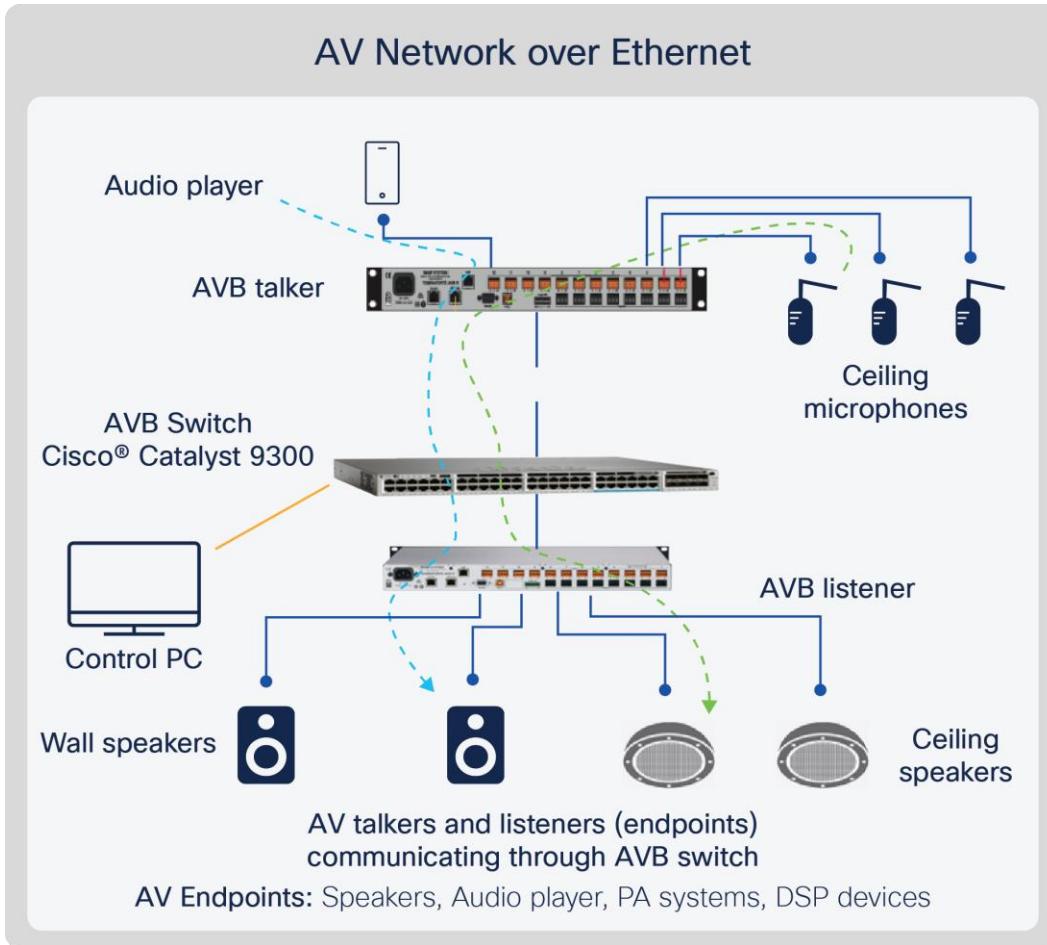 AV Network over Ethernet
Audio player
AVB talker
Ceiling
microphones
AVB Switch
Cisco® Catalyst 9300
AVB listener
Control PC
Wall speakers
Ceiling
speakers
AV talkers and listeners (endpoints)
communicating through AVB switch
AV Endpoints: Speakers, Audio player, PA systems, DSP devices